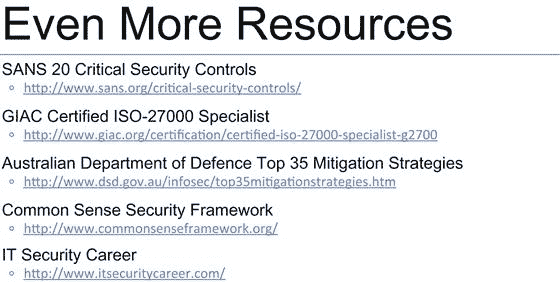 Even More Resources
SANS 20 Critical Security Controls
http://www.sans.org/critical-security-controls/
GIAC Certified ISO-27000 Specialist
http://www.giac.org/certification/certified-iso-27000-specialist-g2700
Australian Department of Defence Top 35 Mitigation Strategies
http://www.dsd.gov.au/infosec/top35mitigationstrategies.htm
Common Sense Security Framework
http://www.commonsenseframework.org/
IT Security Career
http://www.itsecuritycareer.com/